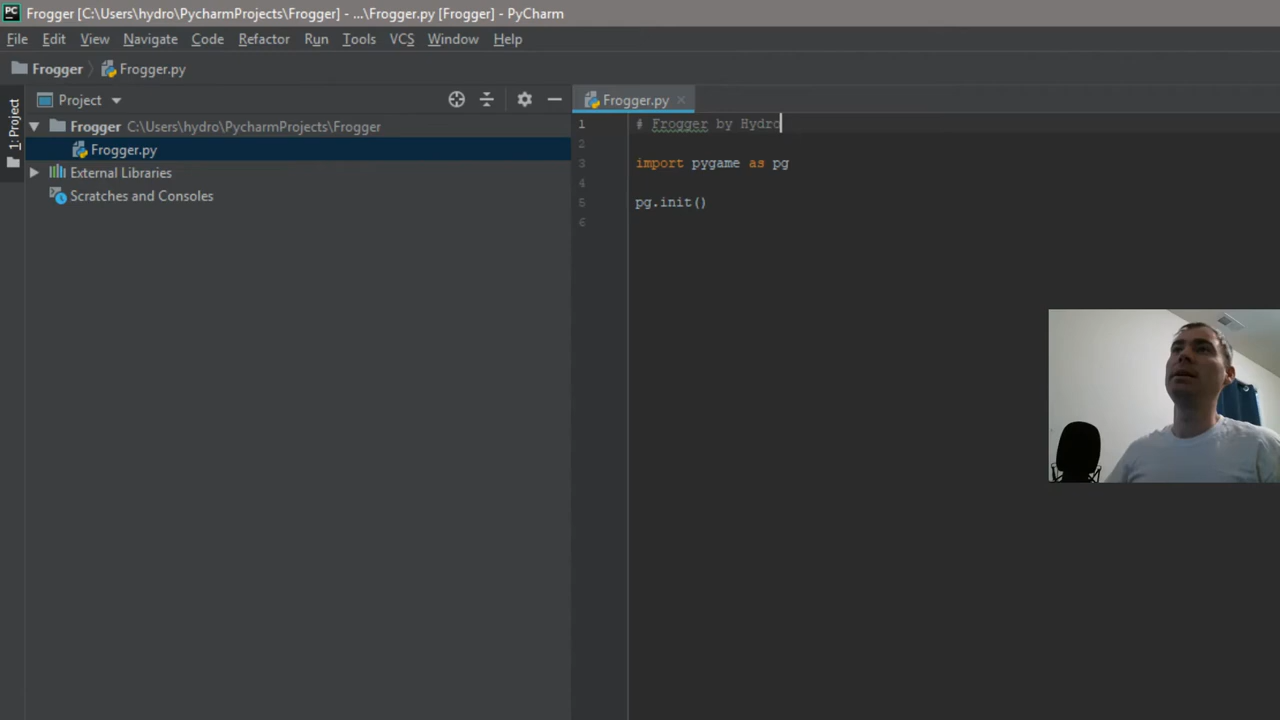 PC Frogger [C:\Users\hydro\PycharmProjects\Frogger] - ...\Frogger.py [Frogger] - PyCharm
File Edit View Navigate Code Refactor Run Tools VCS Window Help
Frogger Frogger.py
1: Project
Project
Frogger.py
Frogger C:\Users\hydro\PycharmProjects\Frogger
Frogger.py
External Libraries
Scratches and Consoles
1 # Frogger by Hydro
2
3 import pygame as pg
4
5 pg.init()
6